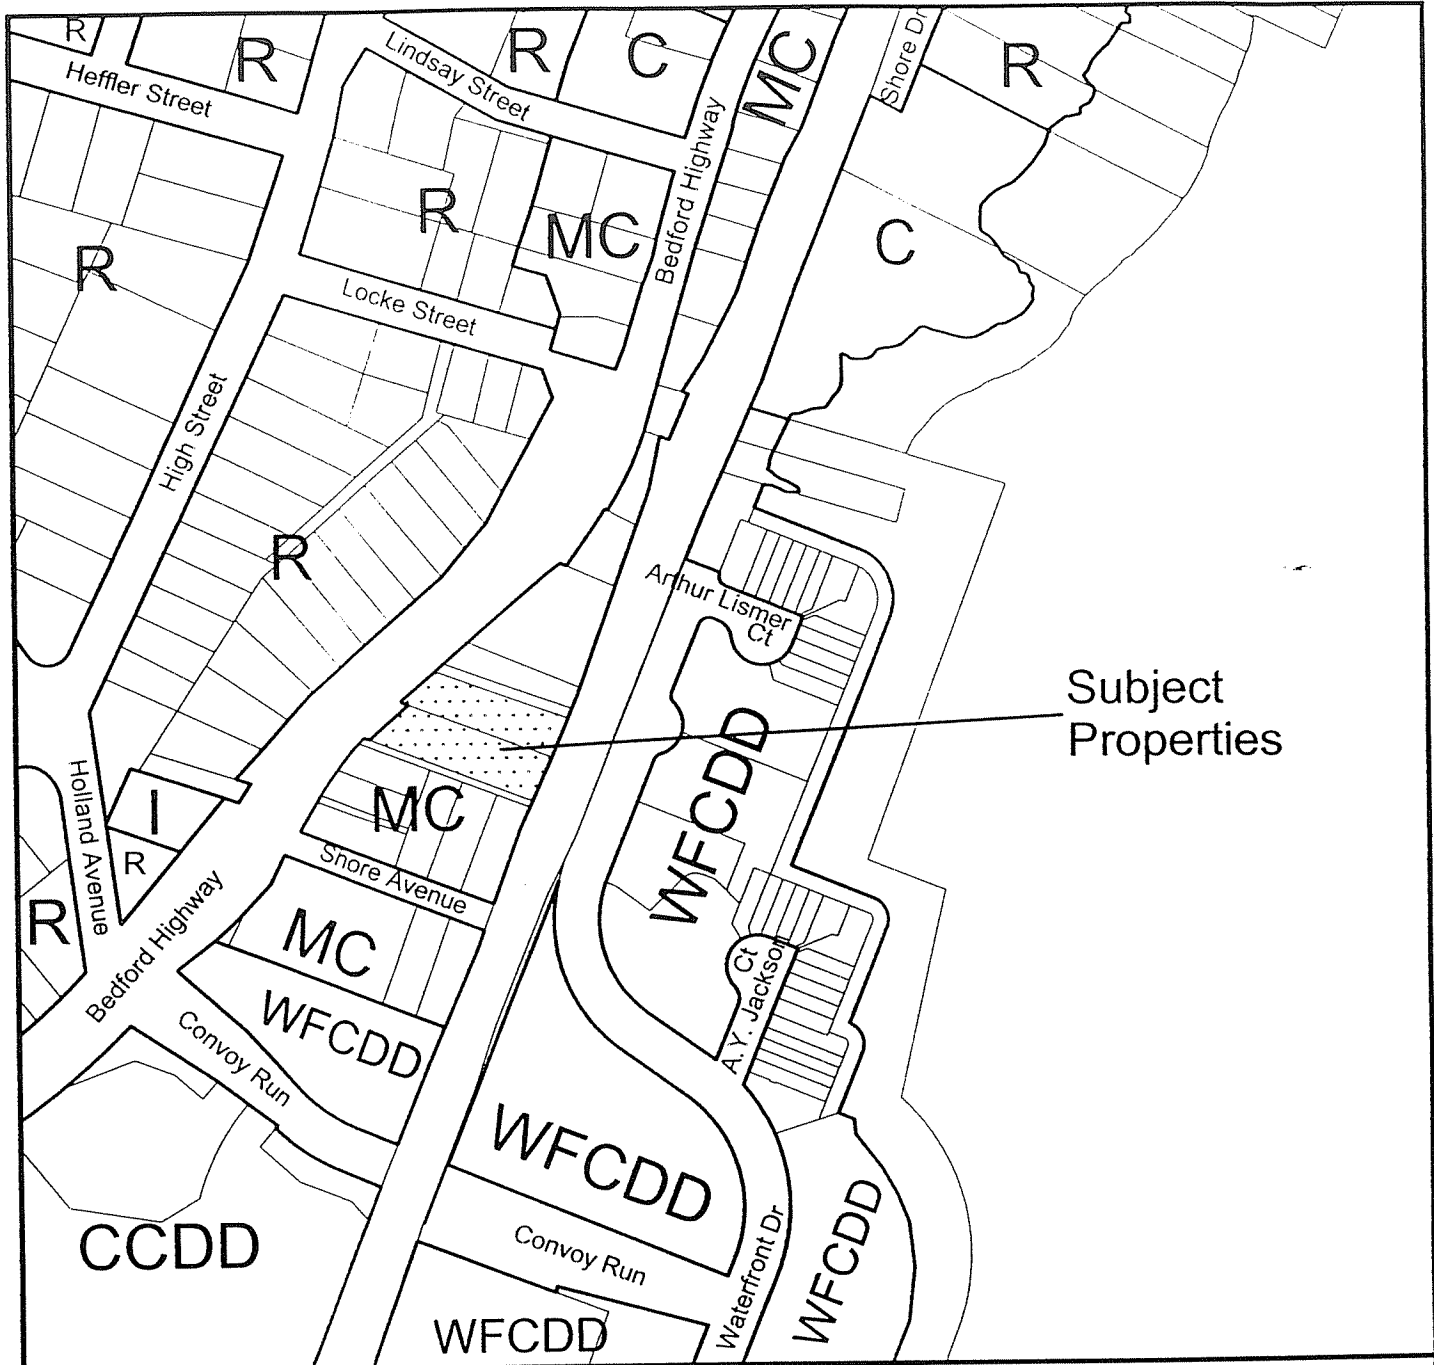 R
R
Heffler Street
Lindsay Street
R
C
MC
Shore Dr
R
Bedford Highway
R
R
MC
C
Locke Street
High Street
R
Arthur Lismer
Ct
Subject
Properties
WFCDD
Holland Avenue
I
R
MC
Shore Avenue
R
Bedford Highway
MC
WFCDD
Convoy Run
Ct
A.Y. Jackson
WFCDD
WFCDD
CCDD
Convoy Run
Waterfront Dr
WFCDD